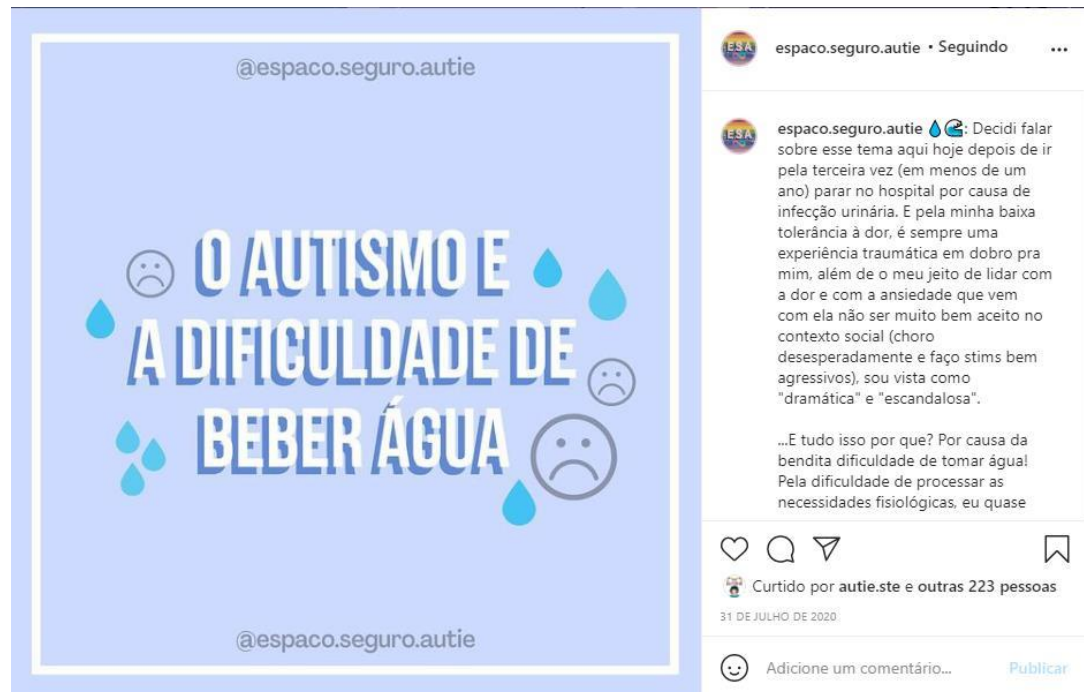 @espaco.seguro.autie
O AUTISMO E
A DIFICULDADE DE
BEBER ÁGUA
@espaco.seguro.autie
ESA
espaco.seguro.autie • Seguindo
ESA
espaco.seguro.autie 💧🌊: Decidi falar
sobre esse tema aqui hoje depois de ir
pela terceira vez (em menos de um
ano) parar no hospital por causa de
infecção urinária. E pela minha baixa
tolerância à dor, é sempre uma
experiência traumática em dobro pra
mim, além de o meu jeito de lidar com
a dor e com a ansiedade que vem
com ela não ser muito bem aceito no
contexto social (choro
desesperadamente e faço stims bem
agressivos), sou vista como
"dramática" e "escandalosa".
...E tudo isso por que? Por causa da
bendita dificuldade de tomar água!
Pela dificuldade de processar as
necessidades fisiológicas, eu quase
Curtido por autie.ste e outras 223 pessoas
31 DE JULHO DE 2020
Adicione um comentário... Publicar